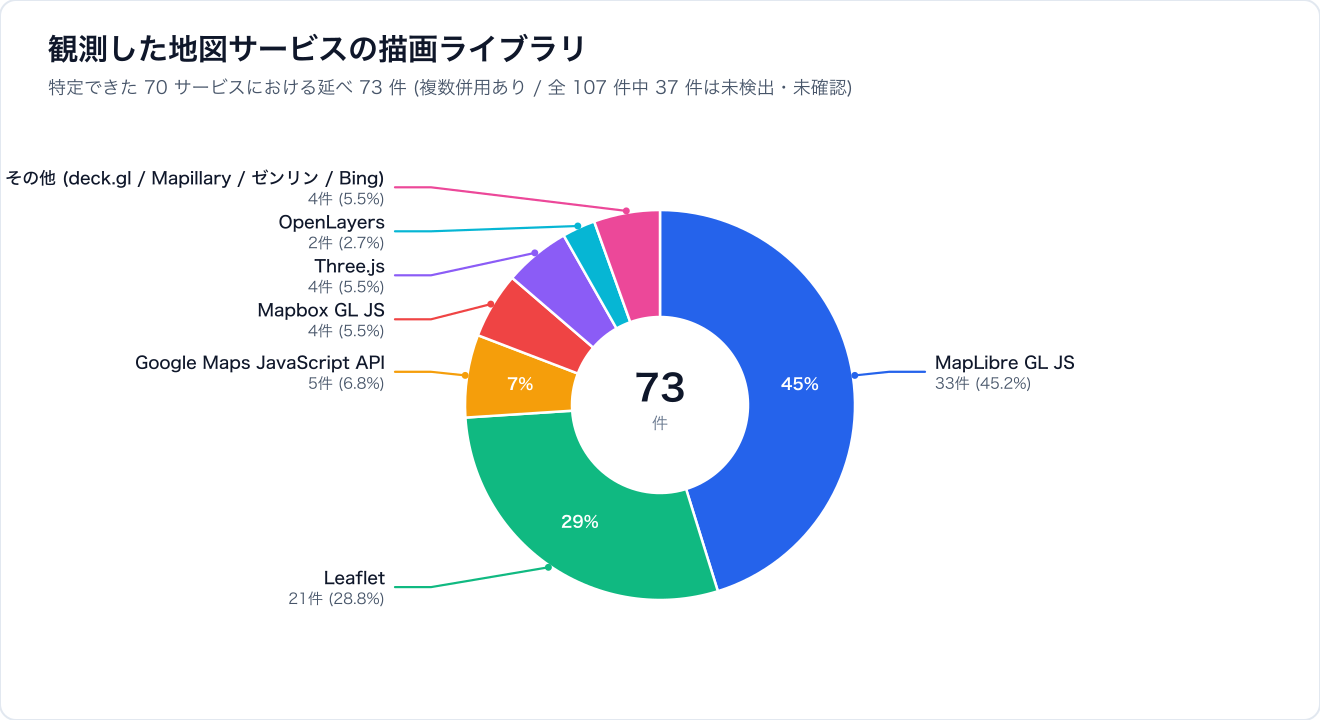 観測した地図サービスの描画ライブラリ
特定できた 70 サービスにおける延べ 73 件 (複数併用あり / 全 107 件中 37 件は未検出・未確認)
その他 (deck.gl / Mapillary / ゼンリン / Bing)
4件 (5.5%)
OpenLayers
2件 (2.7%)
Three.js
4件 (5.5%)
Mapbox GL JS
4件 (5.5%)
Google Maps JavaScript API
5件 (6.8%)
7%
73
件
45%
MapLibre GL JS
33件 (45.2%)
29%
Leaflet
21件 (28.8%)